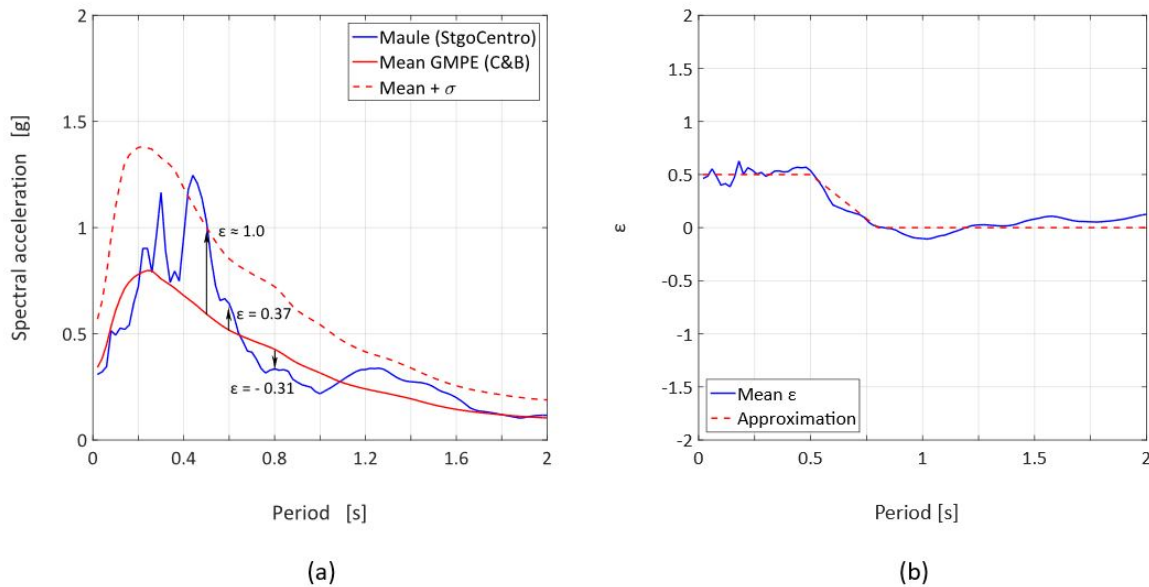 Maule (StgoCentro)
Mean GMPE (C&B)
Mean + σ
Spectral acceleration [g]
2
1.5
1
0.5
0
ε ≈ 1.0
ε = 0.37
ε = - 0.31
0 0.4 0.8 1.2 1.6 2
Period [s]
(a)
ε
2
1.5
1
0.5
0
-0.5
-1
-1.5
-2
Mean ε
Approximation
0 0.5 1 1.5 2
Period [s]
(b)